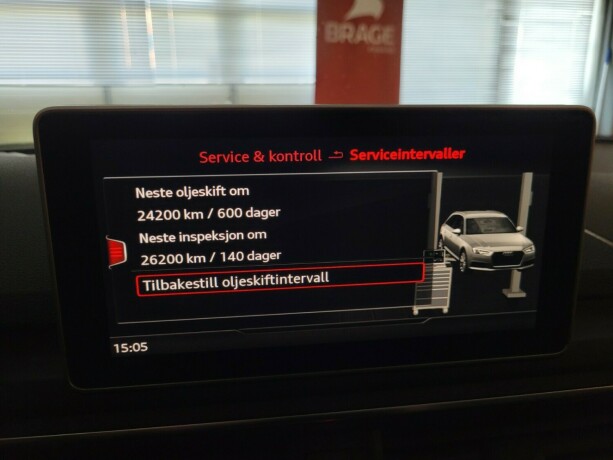 BRAGE
Service & kontroll Serviceintervaller
Neste oljeskift om
24200 km / 600 dager
Neste inspeksjon om
26200 km / 140 dager
Tilbakestill oljeskiftintervall
15:05